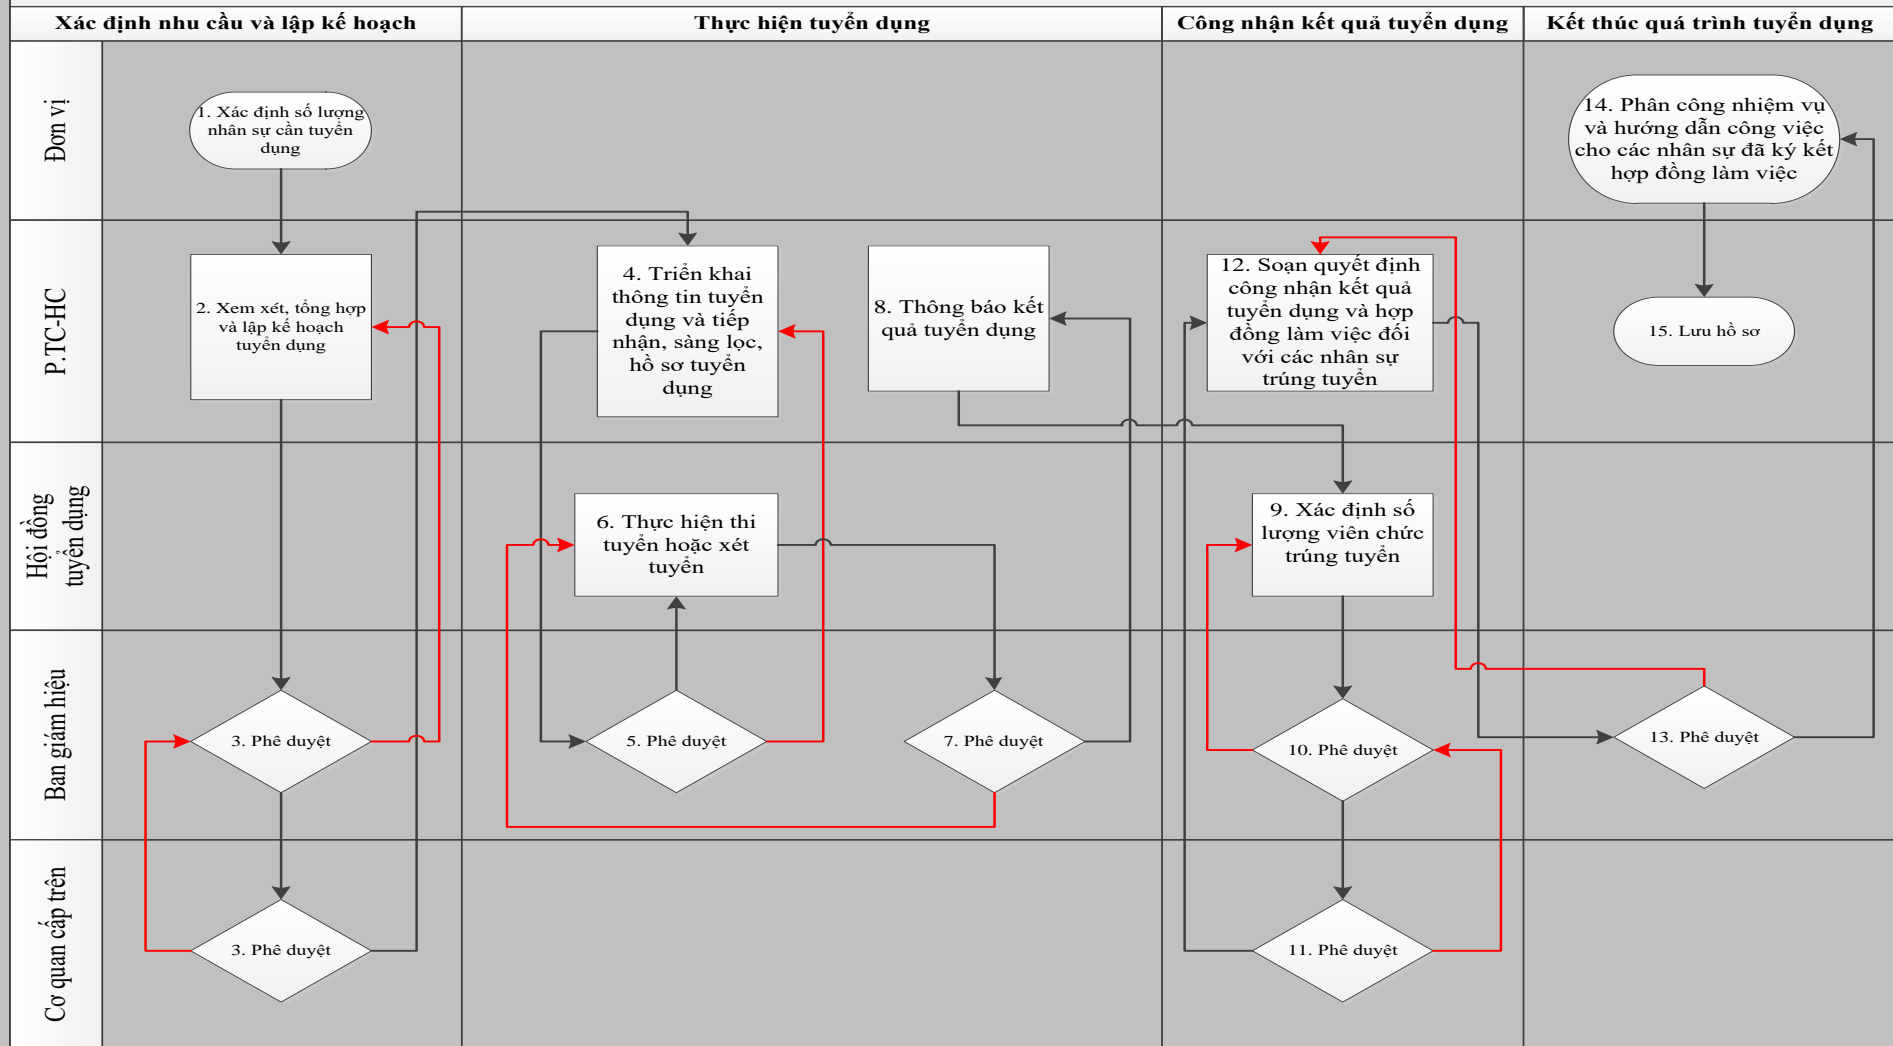 Xác định nhu cầu và lập kế hoạch
Thực hiện tuyển dụng
Công nhận kết quả tuyển dụng
Kết thúc quá trình tuyển dụng
Đơn vị
1. Xác định số lượng
nhân sự cần tuyển
dụng
14. Phân công nhiệm vụ
và hướng dẫn công việc
cho các nhân sự đã ký kết
hợp đồng làm việc
P.TC-HC
2. Xem xét, tổng hợp
và lập kế hoạch
tuyển dụng
4. Triển khai
thông tin tuyển
dụng và tiếp
nhận, sàng lọc,
hồ sơ tuyển
dụng
8. Thông báo kết
quả tuyển dụng
12. Soạn quyết định
công nhận kết quả
tuyển dụng và hợp
đồng làm việc đối
với các nhân sự
trúng tuyển
15. Lưu hồ sơ
Hội đồng
tuyển dụng
6. Thực hiện thi
tuyển hoặc xét
tuyển
9. Xác định số
lượng viên chức
trúng tuyển
Ban giám hiệu
3. Phê duyệt
5. Phê duyệt
7. Phê duyệt
10. Phê duyệt
13. Phê duyệt
Cơ quan cấp trên
3. Phê duyệt
11. Phê duyệt